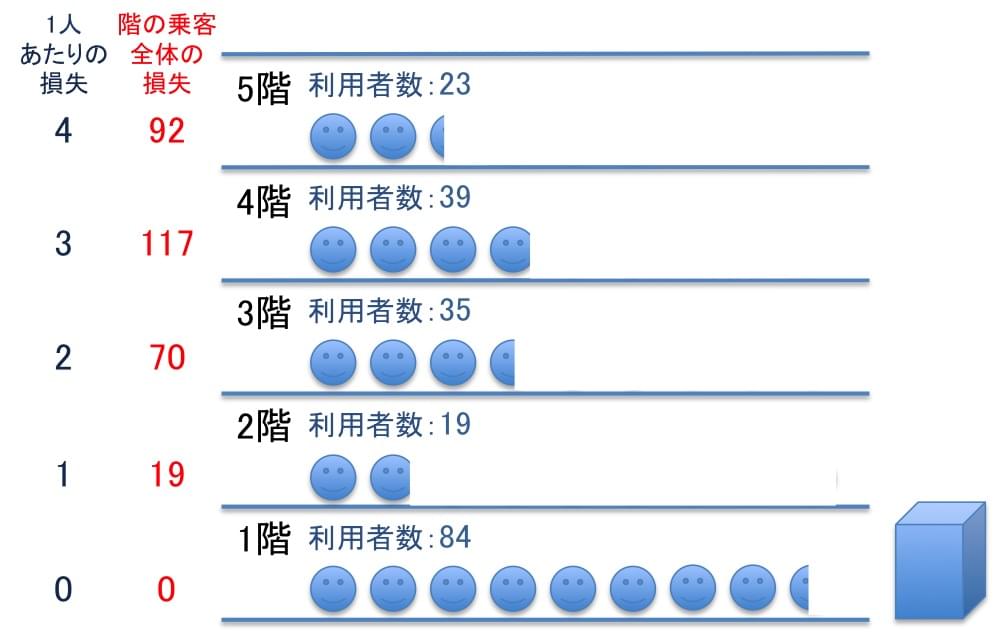 1人
あたりの
損失
階の乗客
全体の
損失
5階 利用者数:23
4 92
4階 利用者数:39
3 117
3階 利用者数:35
2 70
2階 利用者数:19
1 19
1階 利用者数:84
0 0